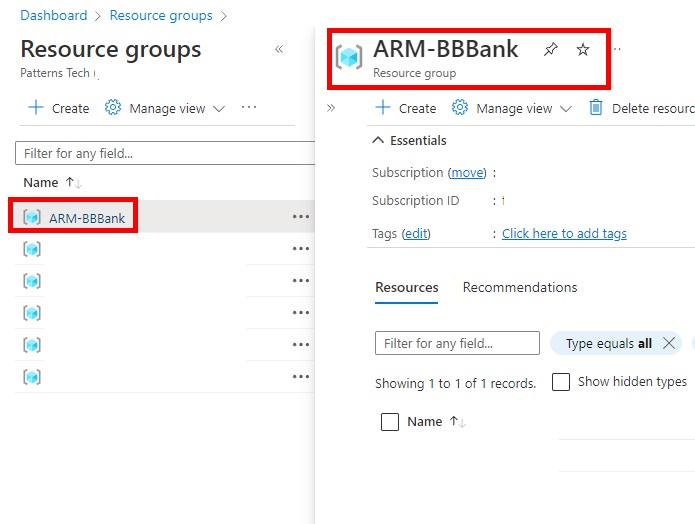 Dashboard > Resource groups >
Resource groups
Patterns Tech (
Create Manage view
Filter for any field...
Name
ARM-BBBank
ARM-BBBank
Resource group
Create Manage view Delete resourc
Essentials
Subscription (move) :
Subscription ID :
Tags (edit) : Click here to add tags
Resources Recommendations
Filter for any field... Type equals all
Showing 1 to 1 of 1 records. Show hidden types
Name